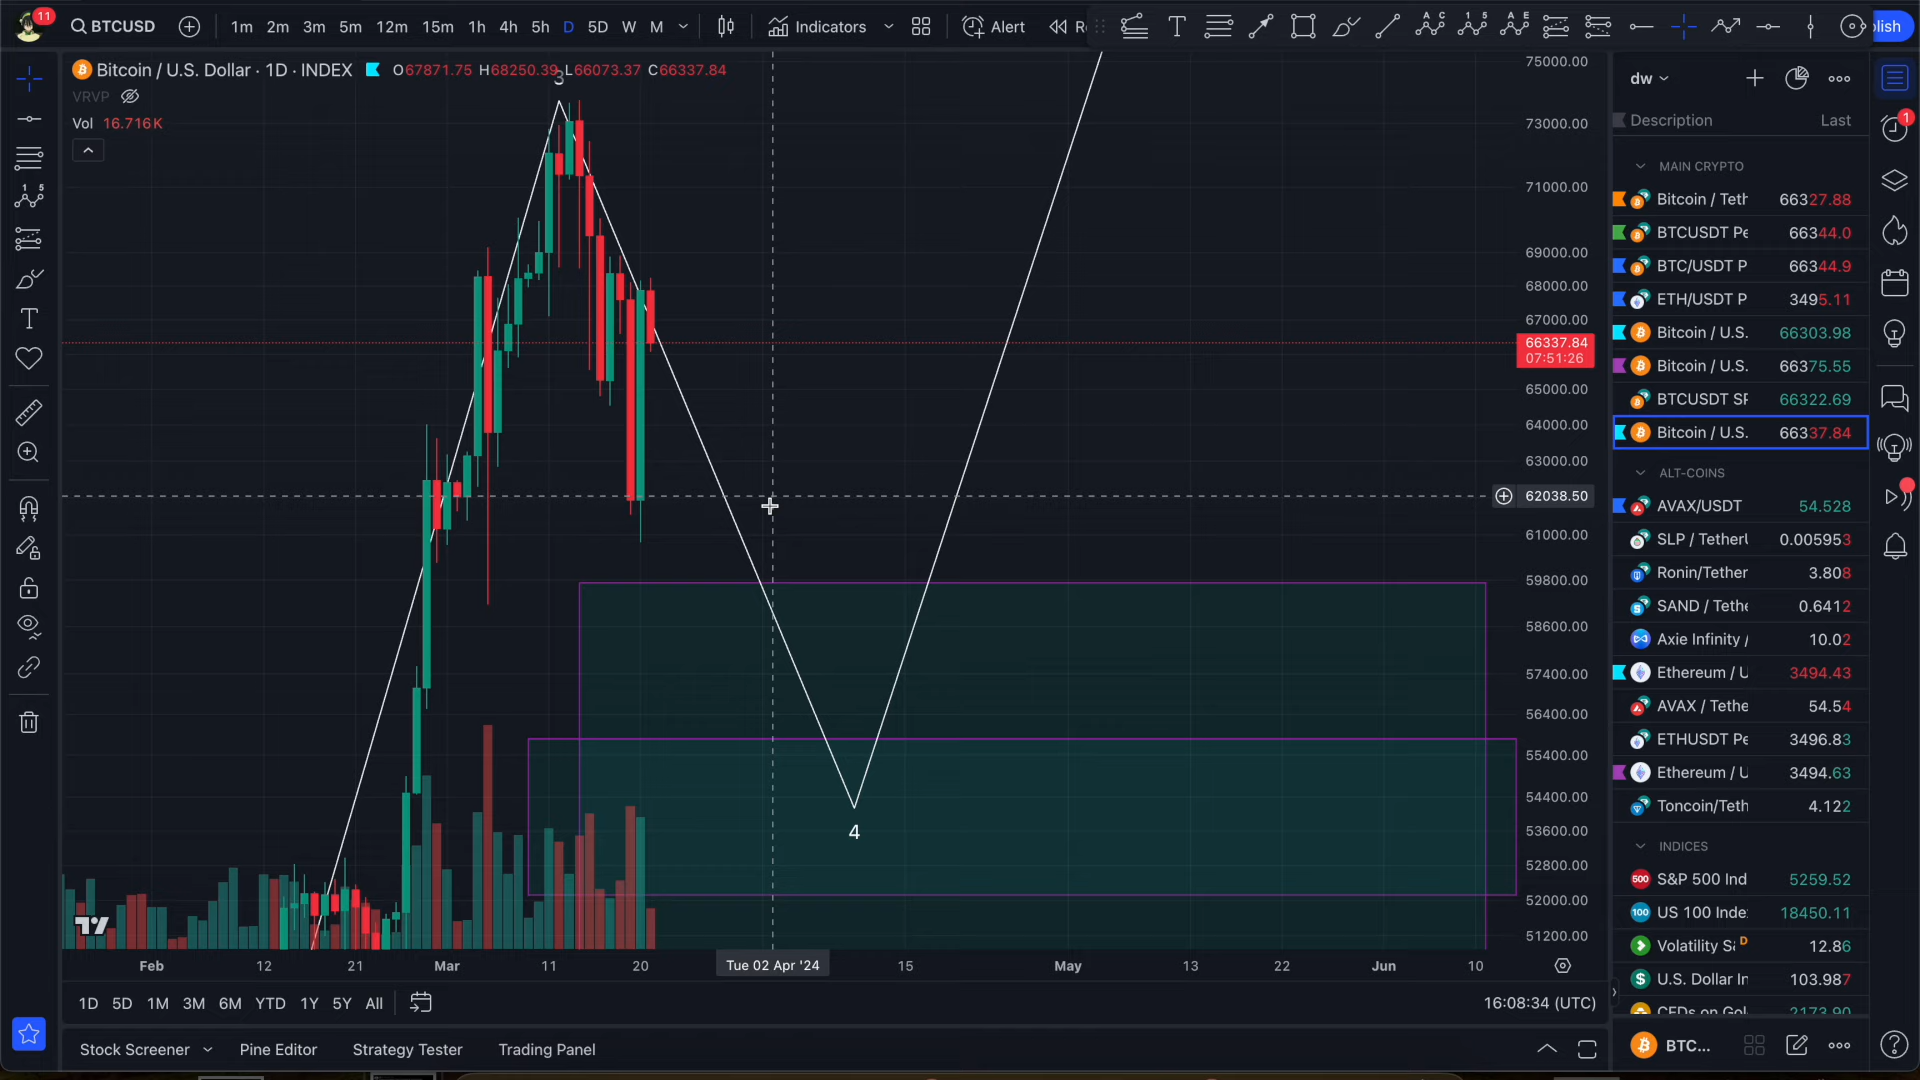 11
BTCUSD 1m 2m 3m 5m 12m 15m 1h 4h 5h D 5D W M Indicators Alert
Bitcoin / U.S. Dollar · 1D · INDEX O67871.75 H68250.39 L66073.37 C66337.84
VRVP
Vol 16.716K
3
4
75000.00
73000.00
71000.00
69000.00
68000.00
67000.00
66337.84
07:51:26
65000.00
64000.00
63000.00
62038.50
61000.00
59800.00
58600.00
57400.00
56400.00
55400.00
54400.00
53600.00
52800.00
52000.00
51200.00
Feb 12 21 Mar 11 20 Tue 02 Apr '24 15 May 13 22 Jun 10
1D 5D 1M 3M 6M YTD 1Y 5Y All 16:08:34 (UTC)
Stock Screener Pine Editor Strategy Tester Trading Panel
dw
Description Last
MAIN CRYPTO
Bitcoin / Teth 66327.88
BTCUSDT Pe 66344.0
BTC/USDT P 66344.9
ETH/USDT P 3495.11
Bitcoin / U.S. 66303.98
Bitcoin / U.S. 66375.55
BTCUSDT SP 66322.69
Bitcoin / U.S. 66337.84
ALT-COINS
AVAX/USDT 54.528
SLP / Tether 0.005953
Ronin/Tether 3.808
SAND / Tethe 0.6412
Axie Infinity / 10.02
Ethereum / U 3494.43
AVAX / Tethe 54.54
ETHUSDT Pe 3496.83
Ethereum / U 3494.63
Toncoin/Teth 4.122
INDICES
S&P 500 Ind 5259.52
US 100 Inde 18450.11
Volatility S D 12.86
U.S. Dollar In 103.987
CFDs on Gol 2173.90
BTC...